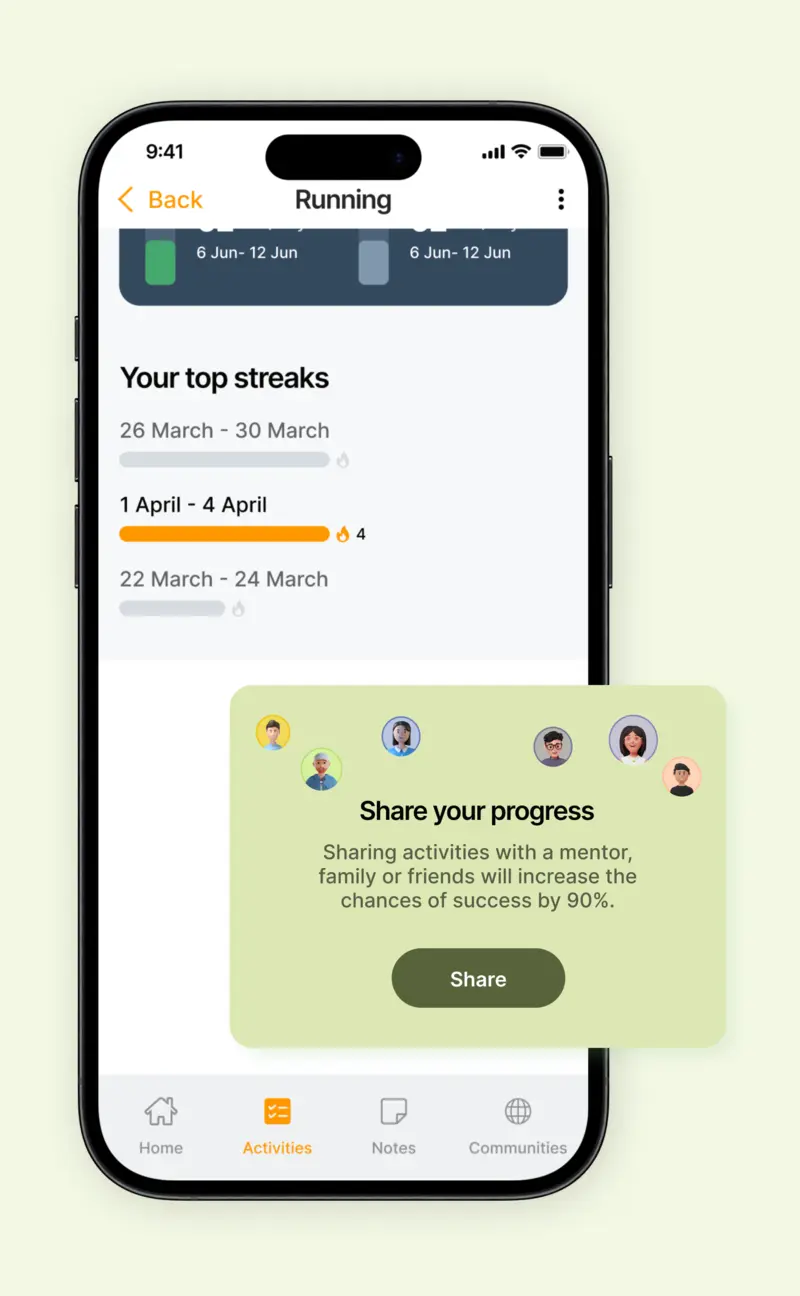 9:41
Back
Running
6 Jun- 12 Jun
6 Jun- 12 Jun
Your top streaks
26 March - 30 March
1 April - 4 April
4
22 March - 24 March
Share your progress
Sharing activities with a mentor,
family or friends will increase the
chances of success by 90%.
Share
Home
Activities
Notes
Communities